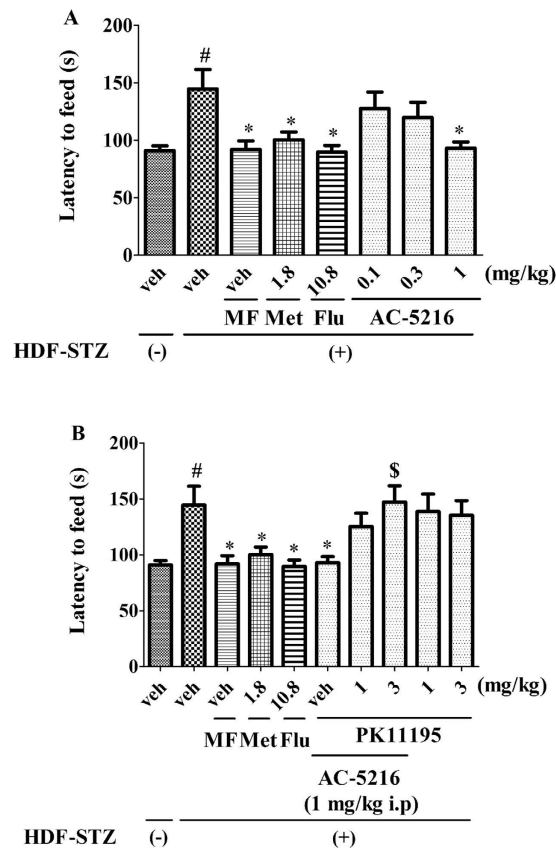 A
Latency to feed (s)
200
150
100
50
0
#
*
*
*
*
veh
veh
veh
1.8
10.8
0.1
0.3
1
(mg/kg)
MF Met Flu AC-5216
HDF-STZ (-) (+)
B
Latency to feed (s)
200
150
100
50
0
#
*
*
*
*
$
veh
veh
veh
1.8
10.8
veh
1
3
1
3
(mg/kg)
MF Met Flu PK11195
AC-5216
(1 mg/kg i.p)
HDF-STZ (-) (+)